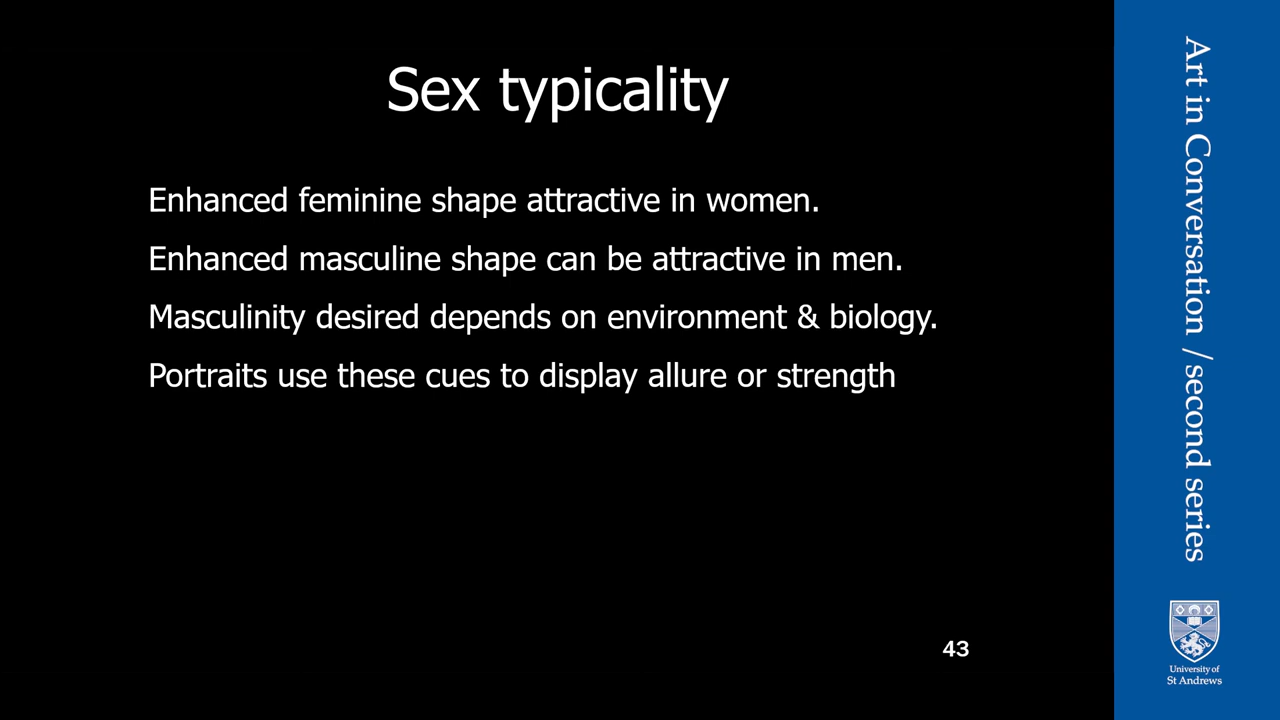 Sex typicality
Enhanced feminine shape attractive in women.
Enhanced masculine shape can be attractive in men.
Masculinity desired depends on environment & biology.
Portraits use these cues to display allure or strength
43
Art in Conversation / second series
University of
St Andrews